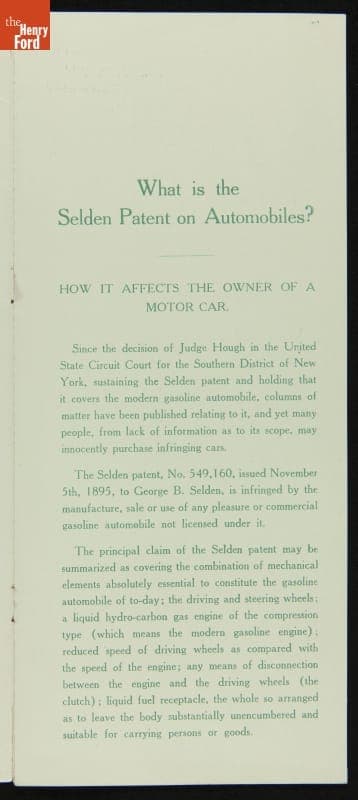 the
Henry
Ford
What is the
Selden Patent on Automobiles?
HOW IT AFFECTS THE OWNER OF A
MOTOR CAR.
Since the decision of Judge Hough in the United
State Circuit Court for the Southern District of New
York, sustaining the Selden patent and holding that
it covers the modern gasoline automobile, columns of
matter have been published relating to it, and yet many
people, from lack of information as to its scope, may
innocently purchase infringing cars.
The Selden patent, No. 549,160, issued November
5th, 1895, to George B. Selden, is infringed by the
manufacture, sale or use of any pleasure or commercial
gasoline automobile not licensed under it.
The principal claim of the Selden patent may be
summarized as covering the combination of mechanical
elements absolutely essential to constitute the gasoline
automobile of to-day; the driving and steering wheels;
a liquid hydro-carbon gas engine of the compression
type (which means the modern gasoline engine);
reduced speed of driving wheels as compared with
the speed of the engine; any means of disconnection
between the engine and the driving wheels (the
clutch); liquid fuel receptacle, the whole so arranged
as to leave the body substantially unencumbered and
suitable for carrying persons or goods.